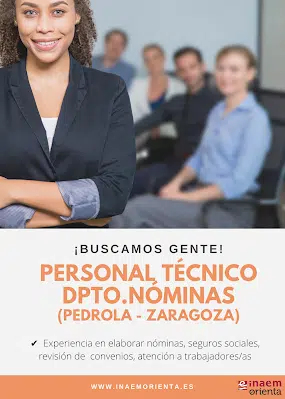 ¡BUSCAMOS GENTE!
PERSONAL TÉCNICO
DPTO.NÓMINAS
(PEDROLA - ZARAGOZA)
✔ Experiencia en elaborar nóminas, seguros sociales,
revisión de convenios, atención a trabajadores/as
WWW.INAEMORIENTA.ES
inaem
orienta